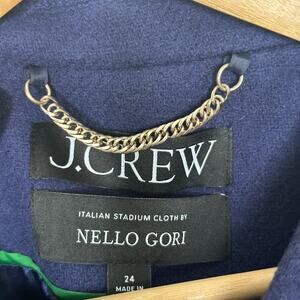 J.CREW
ITALIAN STADIUM CLOTH BY
NELLO GORI
24
MADE IN